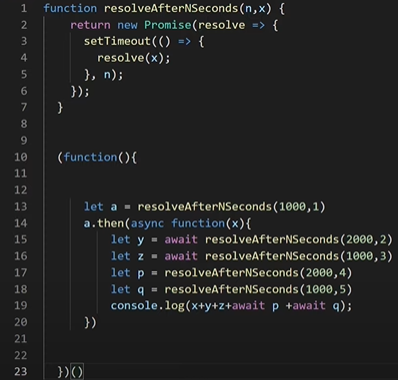 1 function resolveAfterNSeconds(n,x) {
2 return new Promise(resolve => {
3 setTimeout(() => {
4 resolve(x);
5 }, n);
6 });
7 }
8
9
10 (function(){
11
12
13 let a = resolveAfterNSeconds(1000,1)
14 a.then(async function(x){
15 let y = await resolveAfterNSeconds(2000,2)
16 let z = await resolveAfterNSeconds(1000,3)
17 let p = resolveAfterNSeconds(2000,4)
18 let q = resolveAfterNSeconds(1000,5)
19 console.log(x+y+z+await p +await q);
20 })
21
22
23 })()